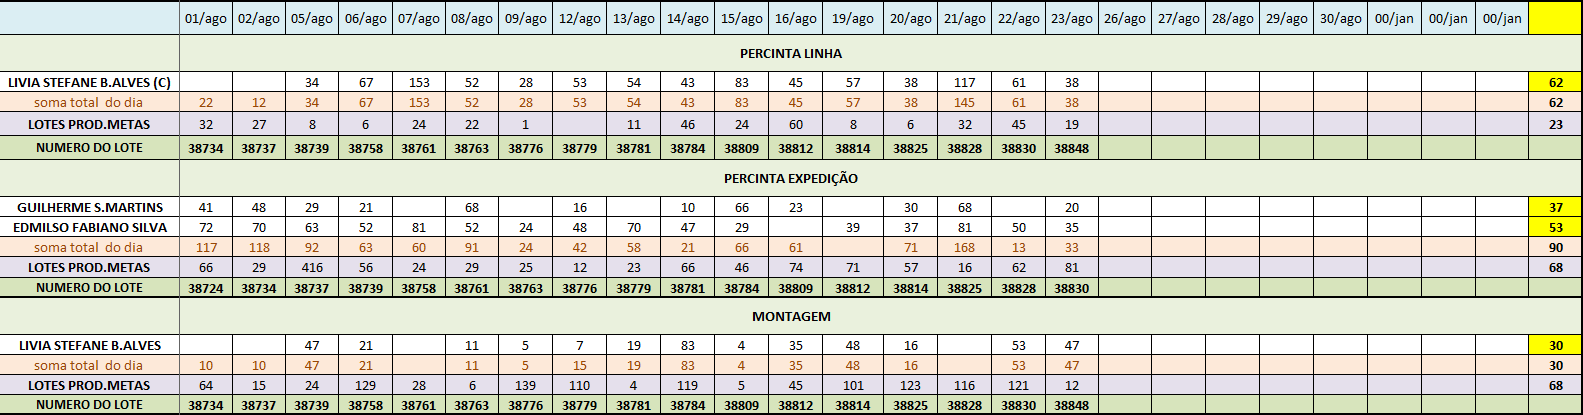 01/ago 02/ago 05/ago 06/ago 07/ago 08/ago 09/ago 12/ago 13/ago 14/ago 15/ago 16/ago 19/ago 20/ago 21/ago 22/ago 23/ago 26/ago 27/ago 28/ago 29/ago 30/ago 00/jan 00/jan 00/jan
PERCINTA LINHA
LIVIA STEFANE B.ALVES (C) 34 67 153 52 28 53 54 43 83 45 57 38 117 61 38 62
soma total do dia 22 12 34 67 153 52 28 53 54 43 83 45 57 38 145 61 38 62
LOTES PROD.METAS 32 27 8 6 24 22 1 11 46 24 60 8 6 32 45 19 23
NUMERO DO LOTE 38734 38737 38739 38758 38761 38763 38776 38779 38781 38784 38809 38812 38814 38825 38828 38830 38848
PERCINTA EXPEDIÇÃO
GUILHERME S.MARTINS 41 48 29 21 68 16 10 66 23 30 68 20 37
EDMILSO FABIANO SILVA 72 70 63 52 81 52 24 48 70 47 29 39 37 81 50 35 53
soma total do dia 117 118 92 63 60 91 24 42 58 21 66 61 71 168 13 33 90
LOTES PROD.METAS 66 29 416 56 24 29 25 12 23 66 46 74 71 57 16 62 81 68
NUMERO DO LOTE 38724 38734 38737 38739 38758 38761 38763 38776 38779 38781 38784 38809 38812 38814 38825 38828 38830
MONTAGEM
LIVIA STEFANE B.ALVES 47 21 11 5 7 19 83 4 35 48 16 53 47 30
soma total do dia 10 10 47 21 11 5 15 19 83 4 35 48 16 53 47 30
LOTES PROD.METAS 64 15 24 129 28 6 139 110 4 119 5 45 101 123 116 121 12 68
NUMERO DO LOTE 38734 38737 38739 38758 38761 38763 38776 38779 38781 38784 38809 38812 38814 38825 38828 38830 38848